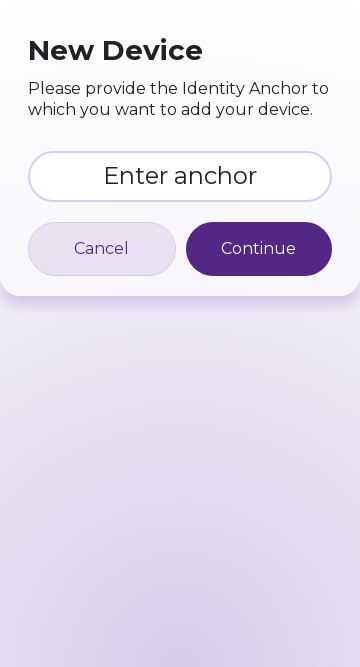 New Device
Please provide the Identity Anchor to
which you want to add your device.
Enter anchor
Cancel
Continue